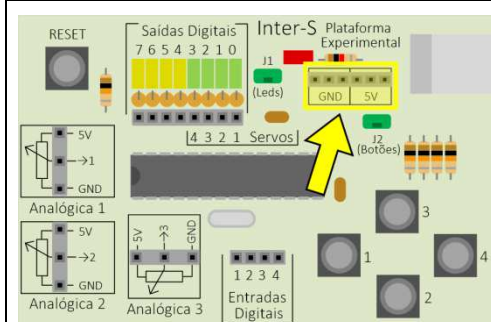 RESET
Saídas Digitais
7 6 5 4 3 2 1 0
Inter-S
Plataforma
Experimental
J1
(Leds)
GND 5V
4 3 2 1 Servos
J2
(Botões)
5V
→1
GND
Analógica 1
5V
→2
GND
Analógica 2
5V
→3
GND
Analógica 3
1 2 3 4
Entradas
Digitais
3
1
4
2